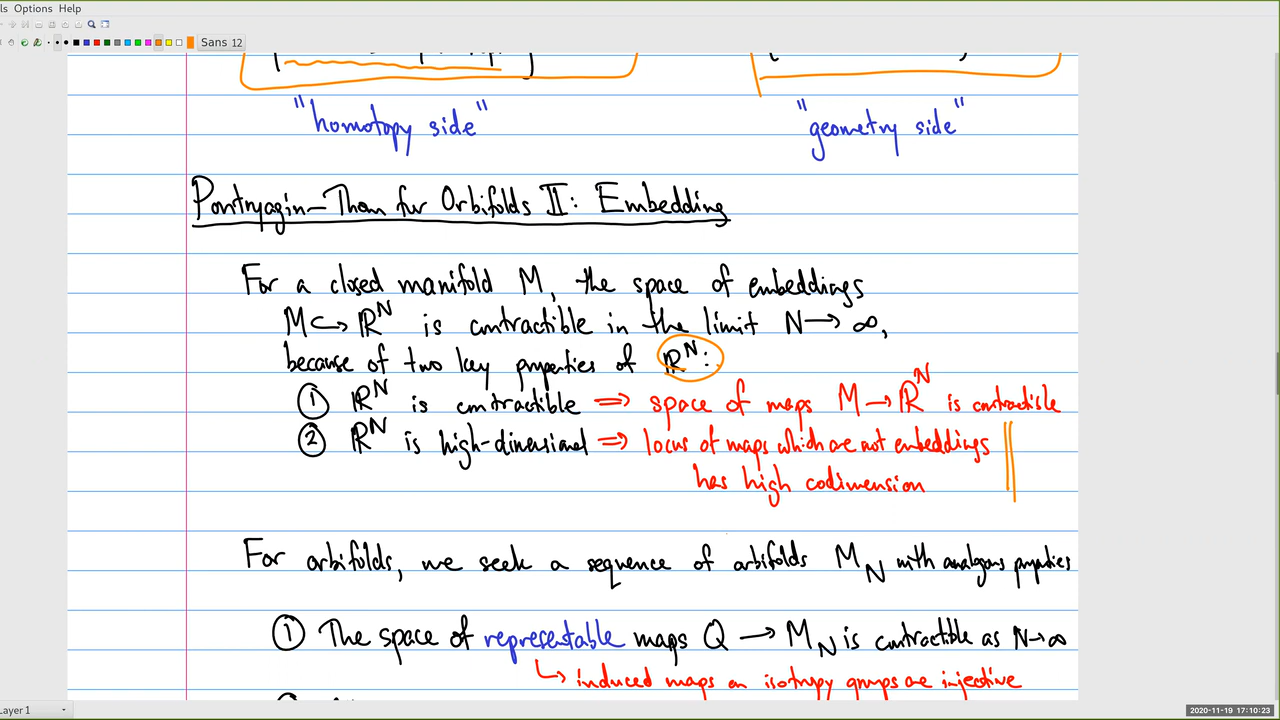 ls Options Help
Sans 12
"homotopy side" "geometry side"
Pontryagin–Thom for Orbifolds II: Embedding
For a closed manifold M, the space of embeddings
M ↪ ℝᴺ is contractible in the limit N → ∞,
because of two key properties of ℝᴺ:
① ℝᴺ is contractible ⇒ space of maps M → ℝᴺ is contractible
② ℝᴺ is high-dimensional ⇒ locus of maps which are not embeddings
has high codimension
For orbifolds, we seek a sequence of orbifolds M_N with analogous properties
① The space of representable maps Q → M_N is contractible as N → ∞
↳ induced maps on isotropy groups are injective
ayer 1
2020-11-19 17:10:23